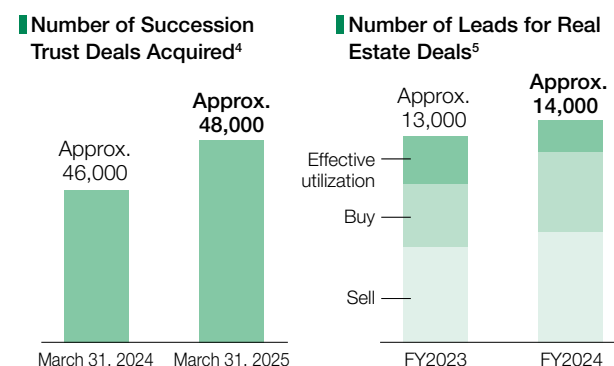 Number of Succession
Trust Deals Acquired4
Approx.
46,000
Approx.
48,000
March 31. 2024
March 31. 2025
Number of Leads for Real
Estate Deals5
Approx.
13,000
Approx.
14,000
Effective
utilization
Buy
Sell
FY2023
FY2024